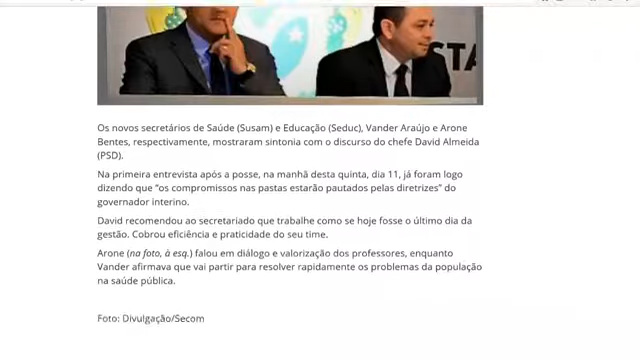 STA
Os novos secretários de Saúde (Susam) e Educação (Seduc), Vander Araújo e Arone
Bentes, respectivamente, mostraram sintonia com o discurso do chefe David Almeida
(PSD).
Na primeira entrevista após a posse, na manhã desta quinta, dia 11, já foram logo
dizendo que “os compromissos nas pastas estarão pautados pelas diretrizes” do
governador interino.
David recomendou ao secretariado que trabalhe como se hoje fosse o último dia da
gestão. Cobrou eficiência e praticidade do seu time.
Arone (na foto, à esq.) falou em diálogo e valorização dos professores, enquanto
Vander afirmava que vai partir para resolver rapidamente os problemas da população
na saúde pública.
Foto: Divulgação/Secom